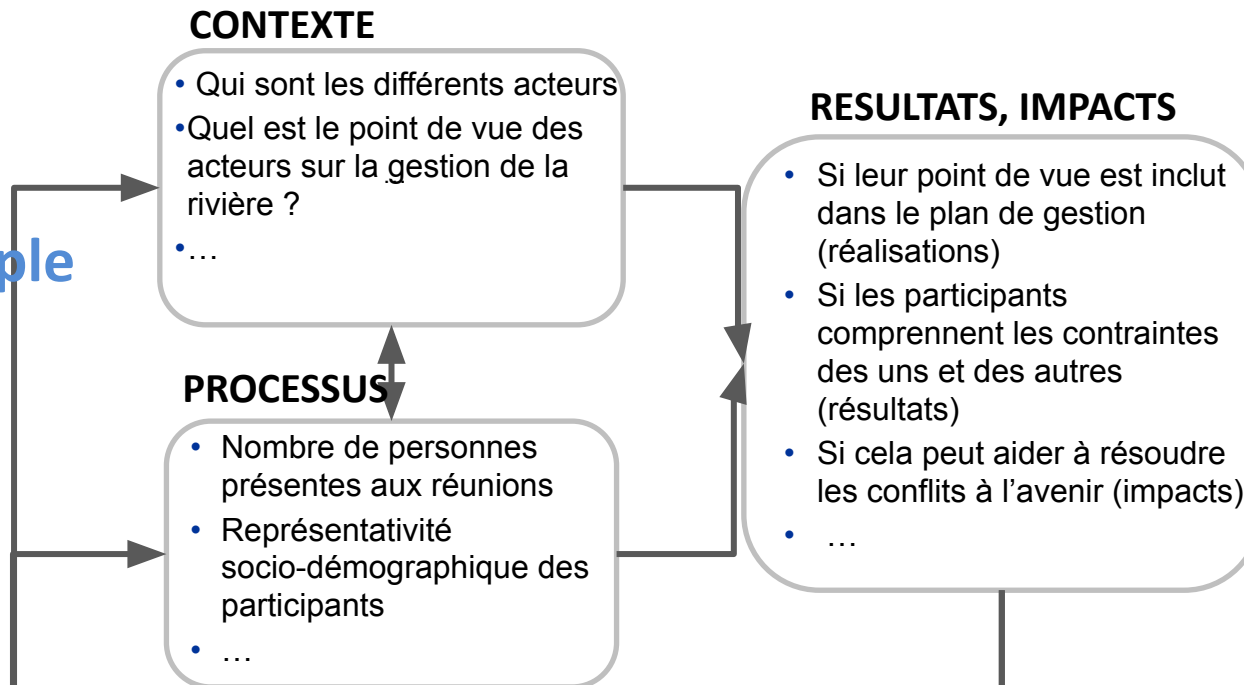 CONTEXTE
• Qui sont les différents acteurs
•Quel est le point de vue des
acteurs sur la gestion de la
rivière ?
•…
ple
PROCESSUS
• Nombre de personnes
présentes aux réunions
• Représentativité
socio-démographique des
participants
• …
RESULTATS, IMPACTS
• Si leur point de vue est inclut
dans le plan de gestion
(réalisations)
• Si les participants
comprennent les contraintes
des uns et des autres
(résultats)
• Si cela peut aider à résoudre
les conflits à l’avenir (impacts)
• …